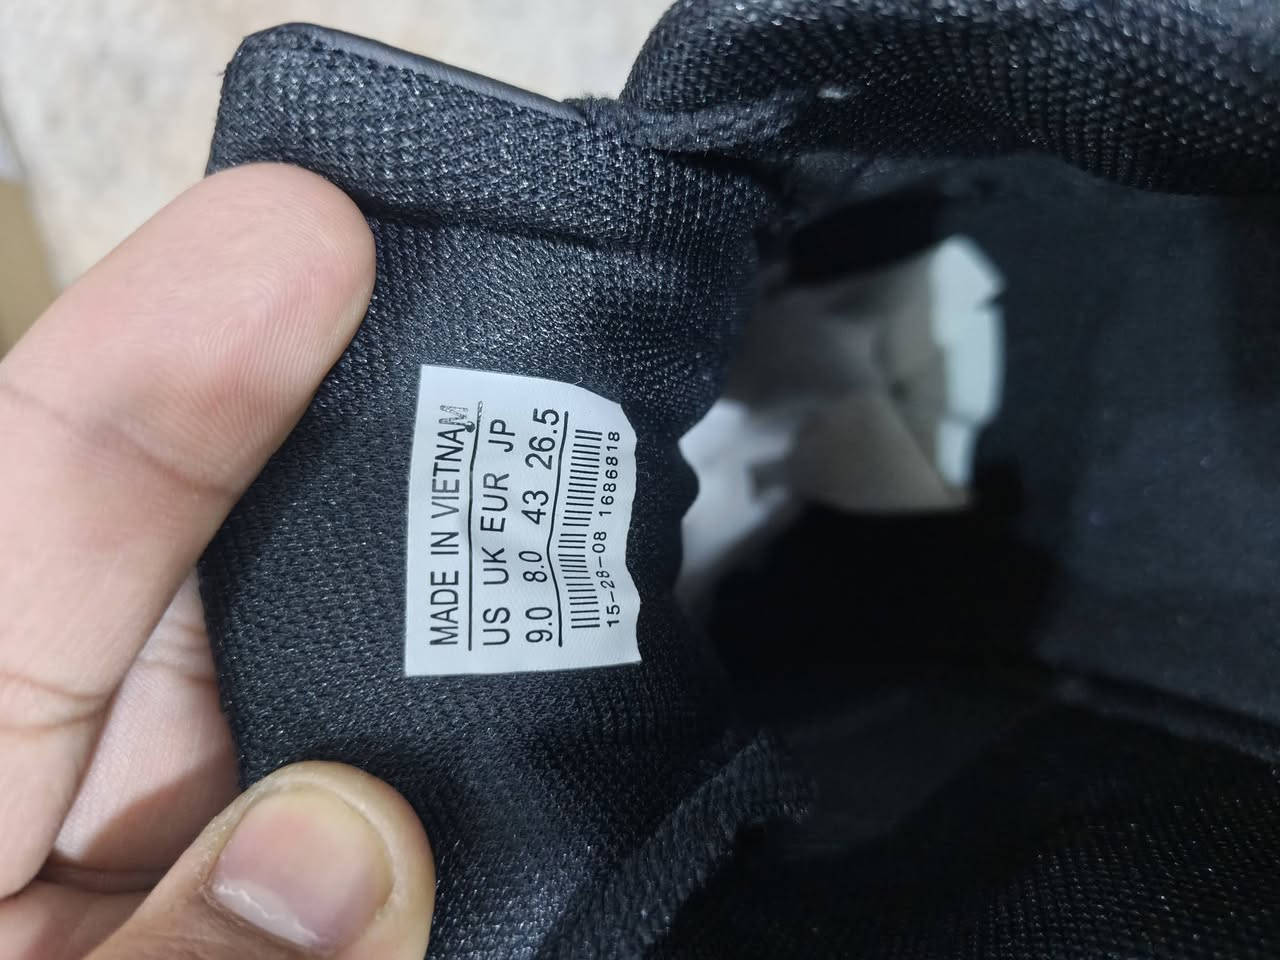 MADE IN VIETNAM
US UK EUR JP
9.0 8.0 43 26.5
15-28-08 1686818